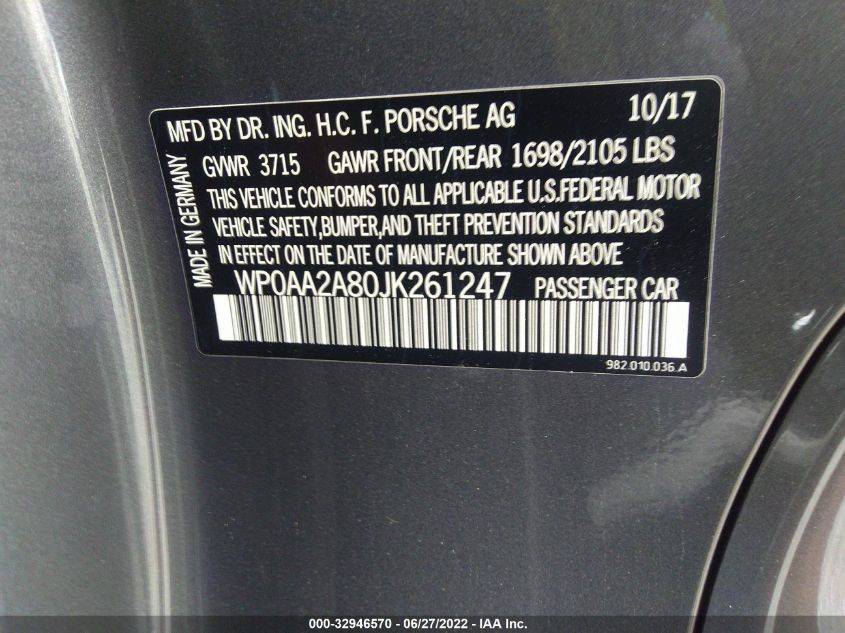 MFD BY DR. ING. H.C. F. PORSCHE AG 10/17
GVWR 3715 GAWR FRONT/REAR 1698/2105 LBS
THIS VEHICLE CONFORMS TO ALL APPLICABLE U.S.FEDERAL MOTOR
VEHICLE SAFETY,BUMPER,AND THEFT PREVENTION STANDARDS
IN EFFECT ON THE DATE OF MANUFACTURE SHOWN ABOVE
MADE IN GERMANY
WP0AA2A80JK261247 PASSENGER CAR
982.010.036.A
000-32946570 - 06/27/2022 - IAA Inc.